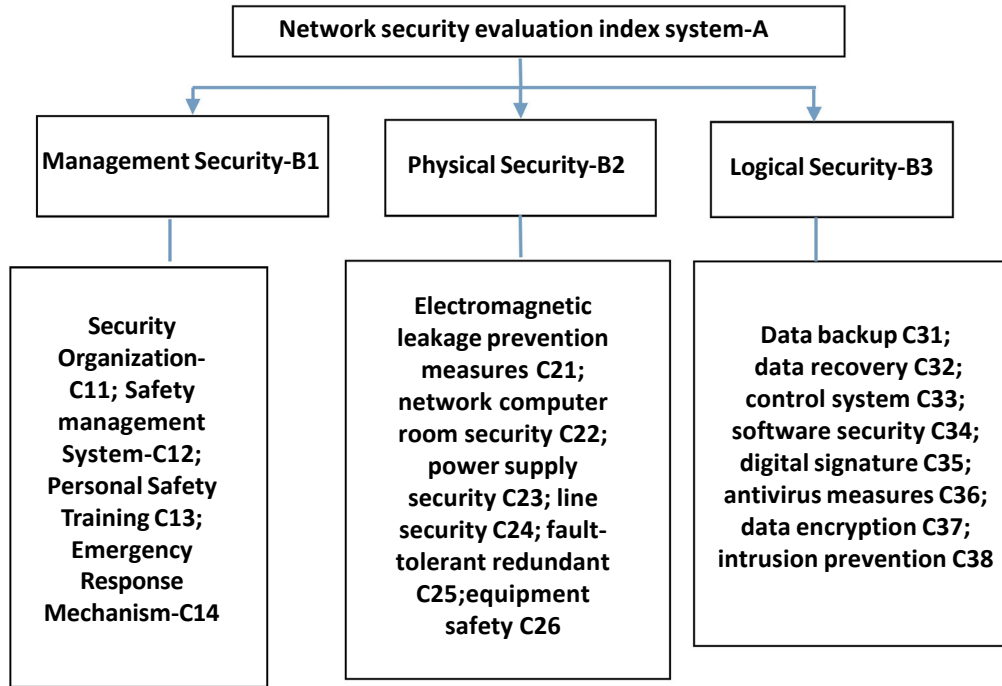 Network security evaluation index system-A
Management Security-B1
Physical Security-B2
Logical Security-B3
Security
Organization-
C11; Safety
management
System-C12;
Personal Safety
Training C13;
Emergency
Response
Mechanism-C14
Electromagnetic
leakage prevention
measures C21;
network computer
room security C22;
power supply
security C23; line
security C24; fault-
tolerant redundant
C25;equipment
safety C26
Data backup C31;
data recovery C32;
control system C33;
software security C34;
digital signature C35;
antivirus measures C36;
data encryption C37;
intrusion prevention C38